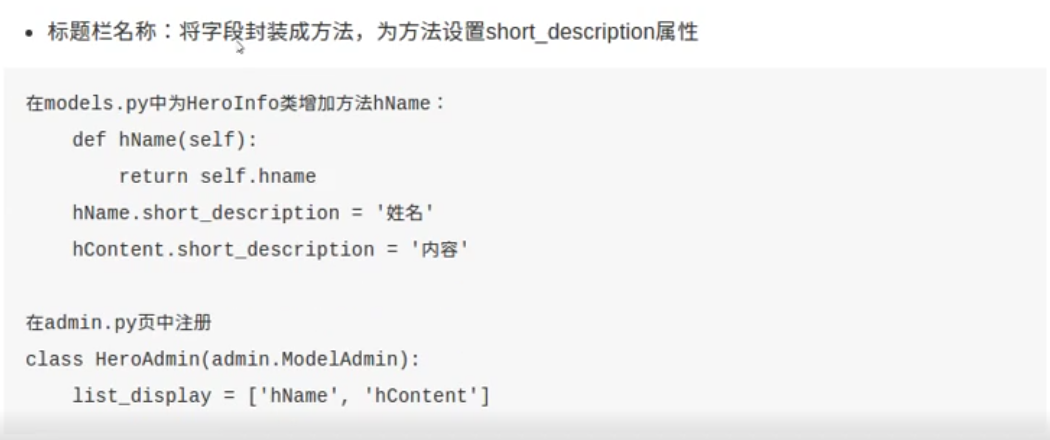 • 标题栏名称：将字段封装成方法，为方法设置short_description属性
在models.py中为HeroInfo类增加方法hName：
    def hName(self):
        return self.hname
    hName.short_description = '姓名'
    hContent.short_description = '内容'

在admin.py页中注册
class HeroAdmin(admin.ModelAdmin):
    list_display = ['hName', 'hContent']